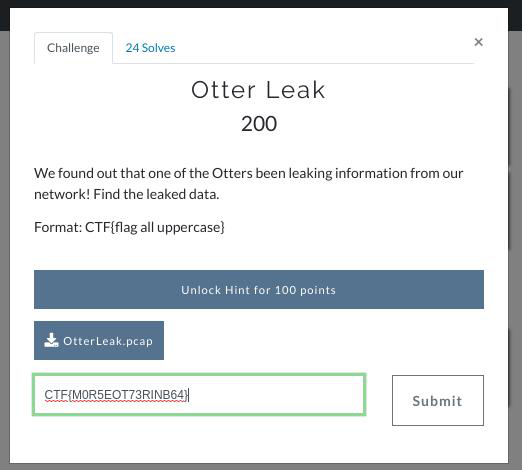 Challenge
24 Solves
×
Otter Leak
200
We found out that one of the Otters been leaking information from our
network! Find the leaked data.
Format: CTF{flag all uppercase}
Unlock Hint for 100 points
OtterLeak.pcap
CTF{M0R5EOT73RINB64}
Submit